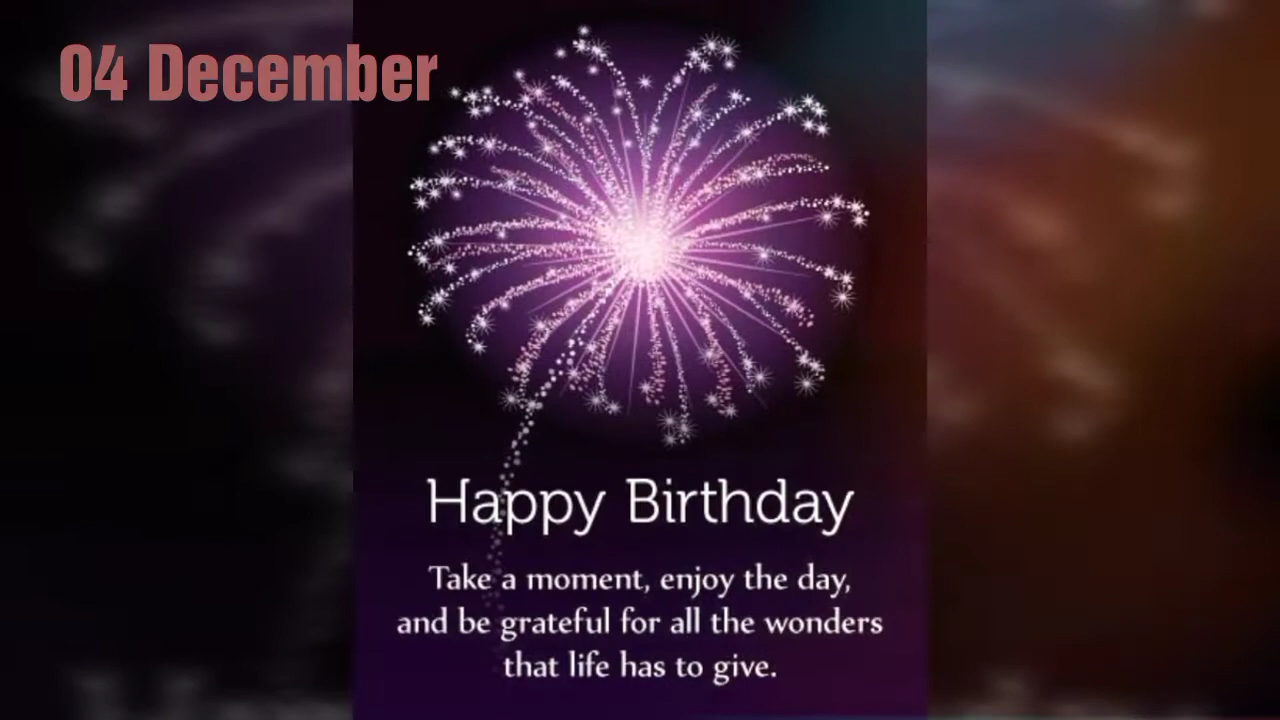 04 December
Happy Birthday
Take a moment, enjoy the day,
and be grateful for all the wonders
that life has to give.